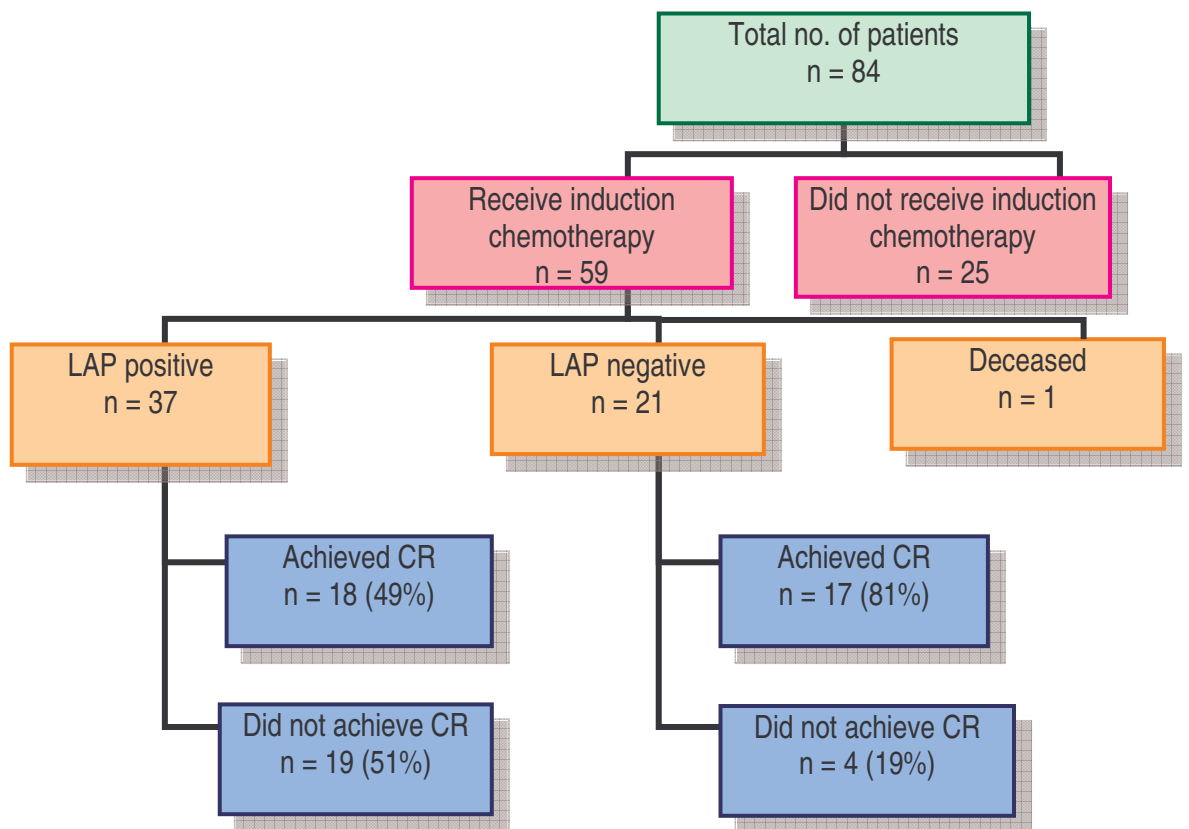 Total no. of patients
n = 84
Receive induction
chemotherapy
n = 59
Did not receive induction
chemotherapy
n = 25
LAP positive
n = 37
LAP negative
n = 21
Deceased
n = 1
Achieved CR
n = 18 (49%)
Achieved CR
n = 17 (81%)
Did not achieve CR
n = 19 (51%)
Did not achieve CR
n = 4 (19%)